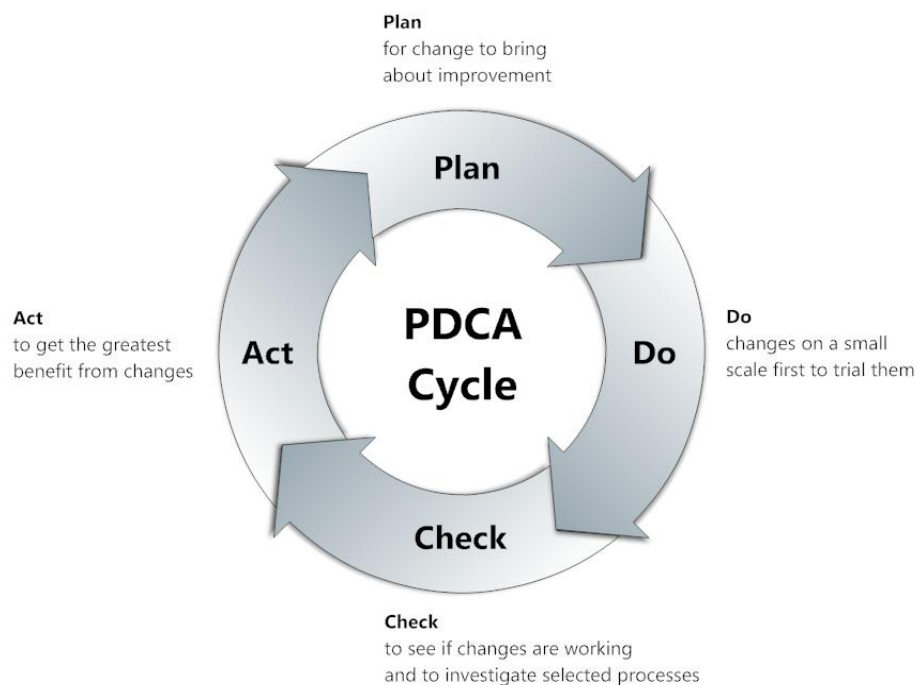 Plan
for change to bring
about improvement
Plan
Act
to get the greatest
benefit from changes
Act
PDCA
Cycle
Do
Do
changes on a small
scale first to trial them
Check
Check
to see if changes are working
and to investigate selected processes